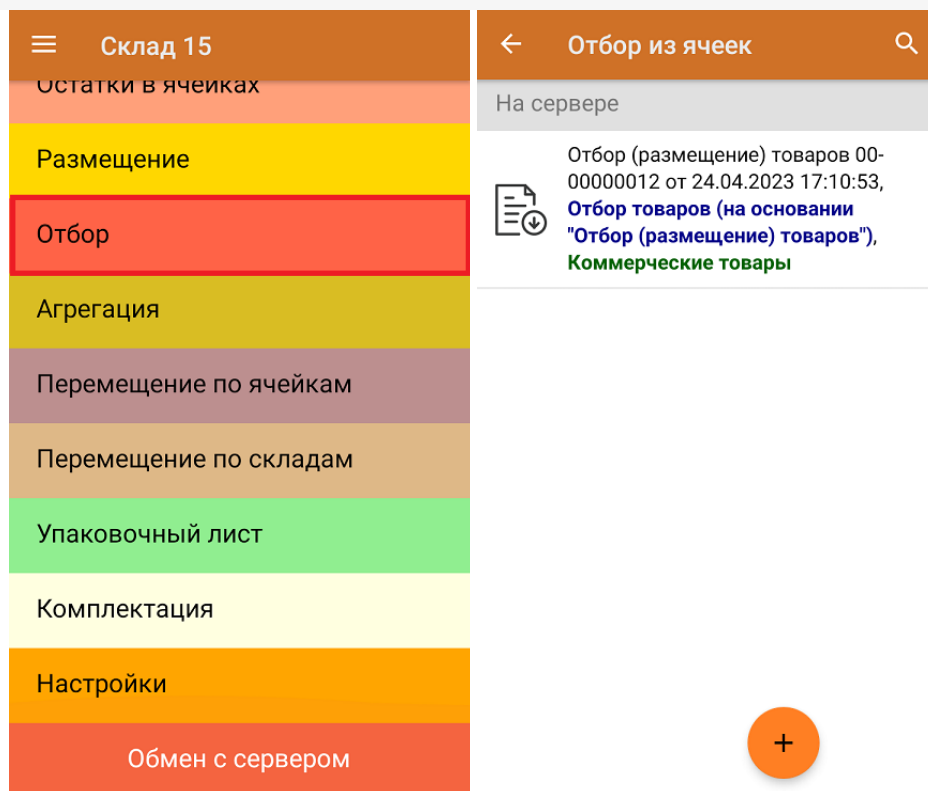 Склад 15
Остатки в ячейках
Размещение
Отбор
Агрегация
Перемещение по ячейкам
Перемещение по складам
Упаковочный лист
Комплектация
Настройки
Обмен с сервером
Отбор из ячеек
На сервере
Отбор (размещение) товаров 00-
00000012 от 24.04.2023 17:10:53,
Отбор товаров (на основании
"Отбор (размещение) товаров"),
Коммерческие товары
+